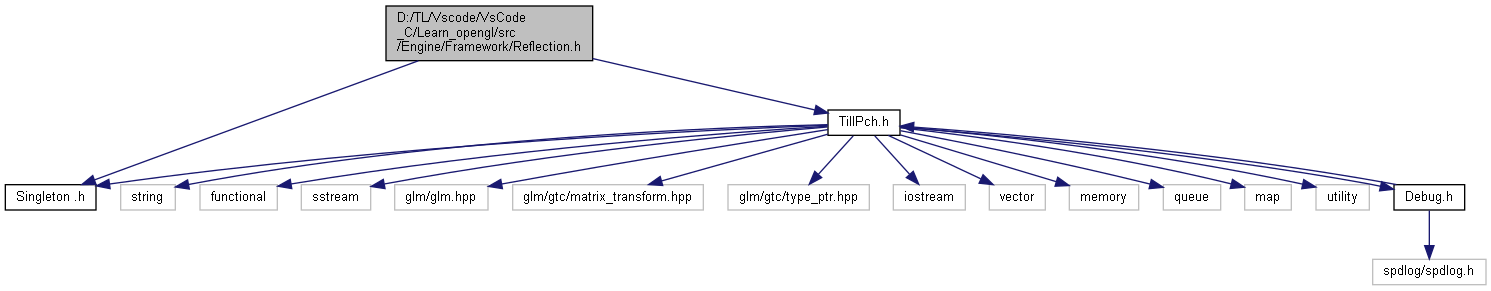 D:/TL/Vscode/VsCode
_C/Learn_opengl/src
/Engine/Framework/Reflection.h
TillPch.h
Singleton .h
string
functional
sstream
glm/glm.hpp
glm/gtc/matrix_transform.hpp
glm/gtc/type_ptr.hpp
iostream
vector
memory
queue
map
utility
Debug.h
spdlog/spdlog.h